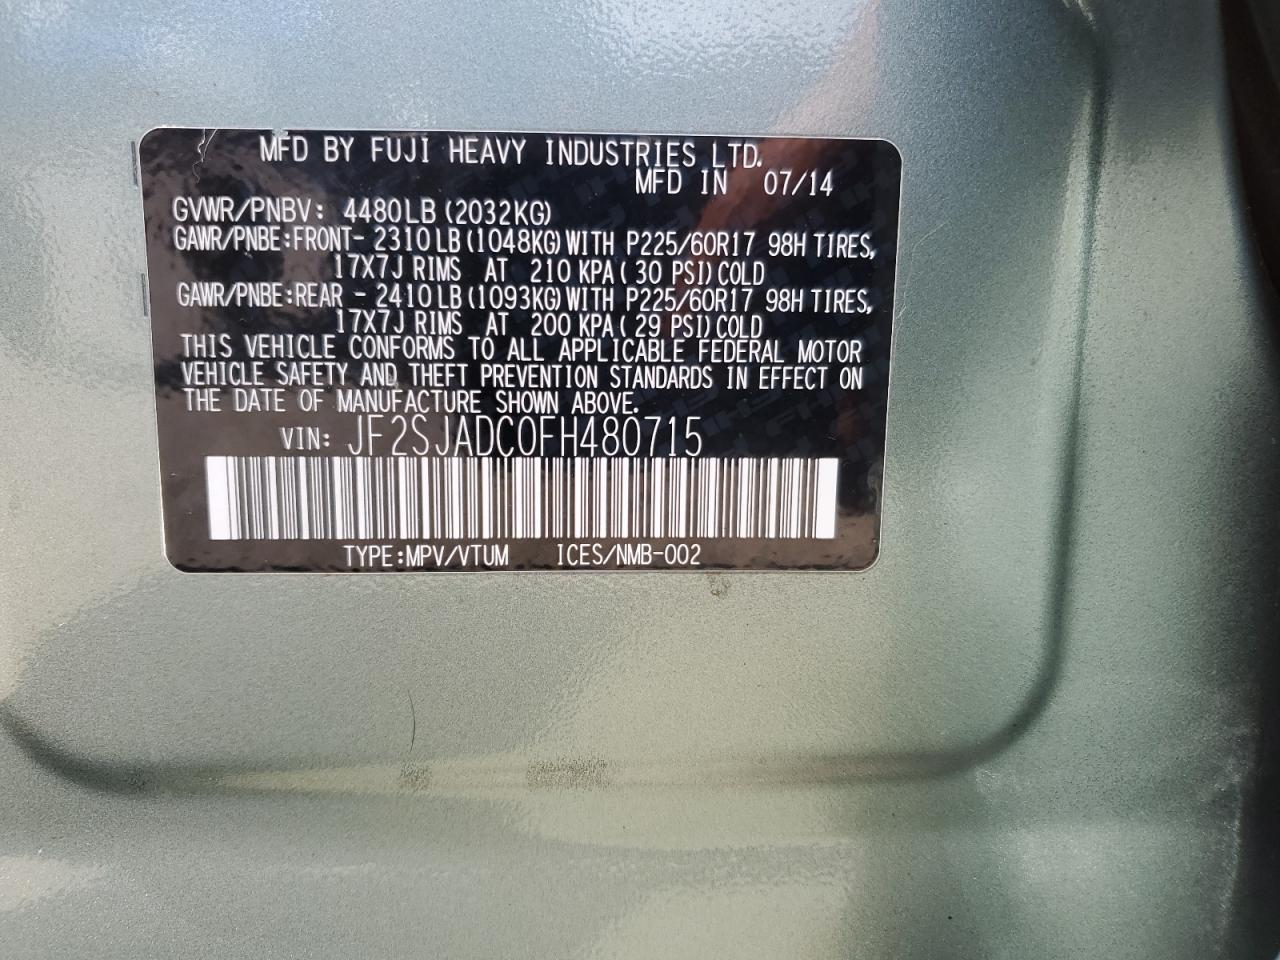 MFD BY FUJI HEAVY INDUSTRIES LTD.
MFD IN 07/14
GVWR/PNBV: 4480LB (2032KG)
GAWR/PNBE:FRONT- 2310LB (1048KG) WITH P225/60R17 98H TIRES,
17X7J RIMS AT 210 KPA ( 30 PSI) COLD
GAWR/PNBE:REAR - 2410LB (1093KG) WITH P225/60R17 98H TIRES,
17X7J RIMS AT 200 KPA ( 29 PSI) COLD
THIS VEHICLE CONFORMS TO ALL APPLICABLE FEDERAL MOTOR
VEHICLE SAFETY AND THEFT PREVENTION STANDARDS IN EFFECT ON
THE DATE OF MANUFACTURE SHOWN ABOVE.
VIN: JF2SJADC0FH480715
TYPE:MPV/VTUM ICES/NMB-002